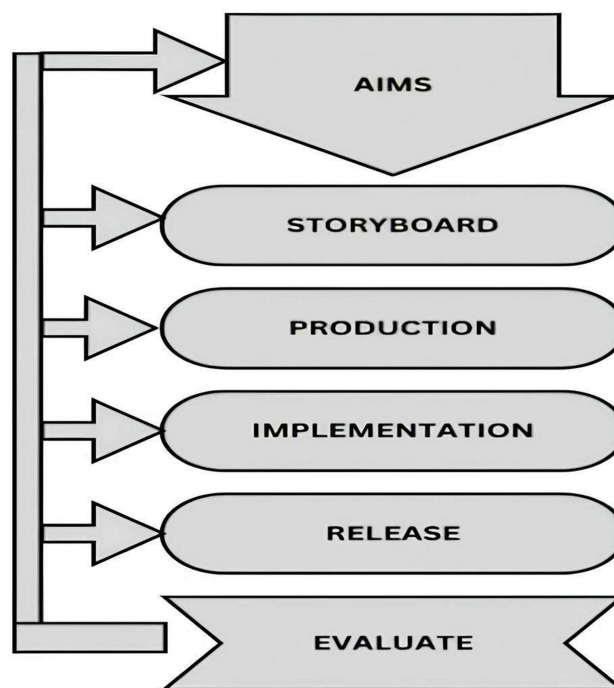 AIMS
STORYBOARD
PRODUCTION
IMPLEMENTATION
RELEASE
EVALUATE